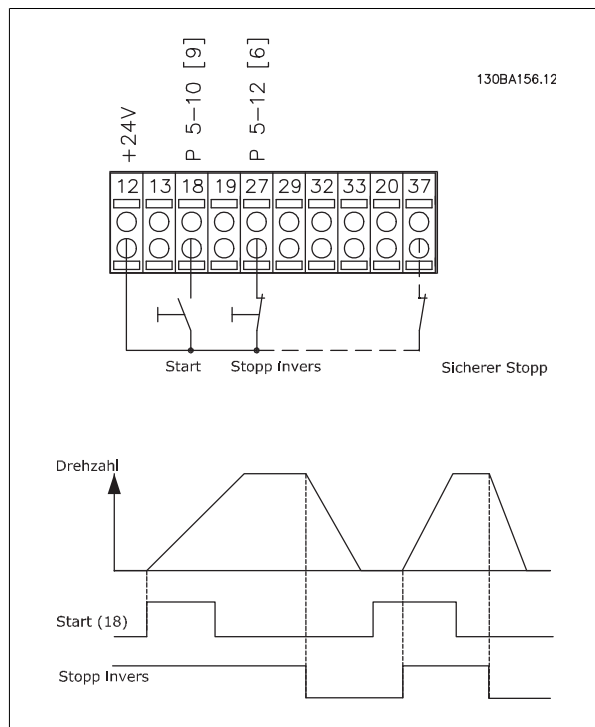 130BA156.12
+24V
P 5-10 [9]
P 5-12 [6]
12 13 18 19 27 29 32 33 20 37
Start Stopp Invers Sicherer Stopp
Drehzahl
Start (18)
Stopp Invers